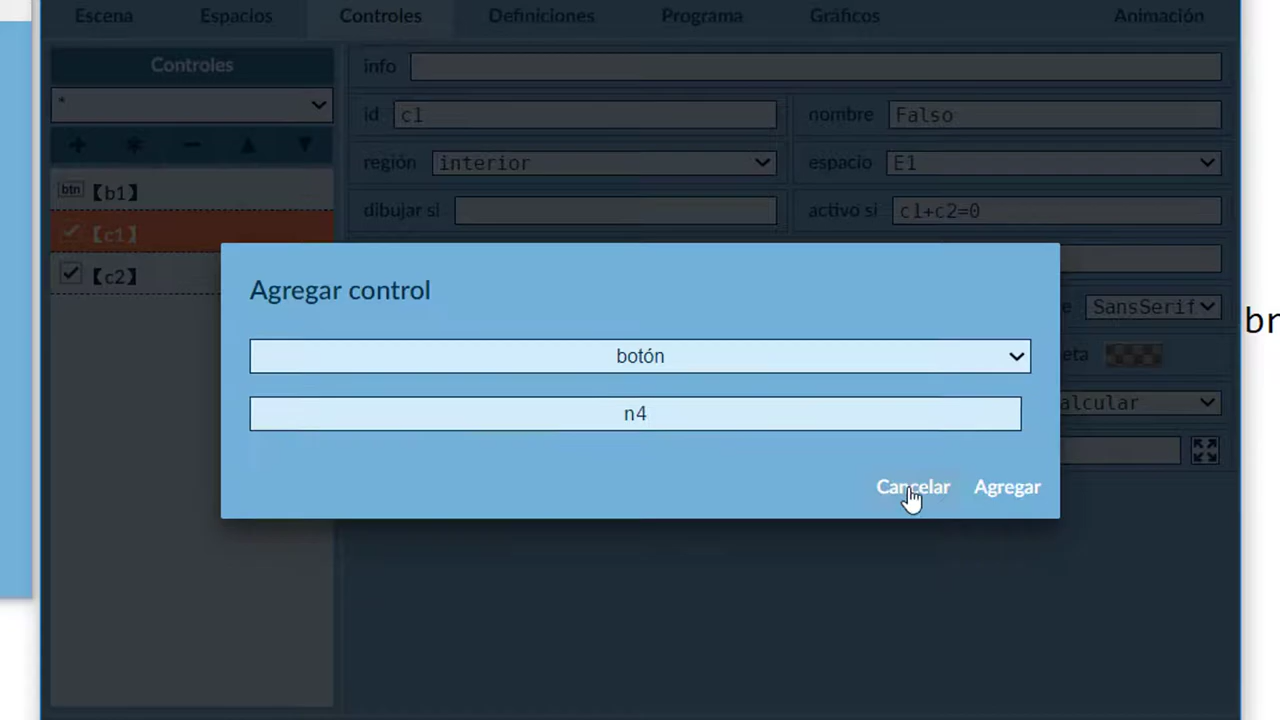 Escena Espacios Controles Definiciones Programa Gráficos Animación
Controles
*
btn 【b1】
【c1】
【c2】
info
id c1 nombre Falso
región interior espacio E1
dibujar si activo si c1+c2=0
SansSerif
br
Agregar control
botón
n4
Cancelar Agregar